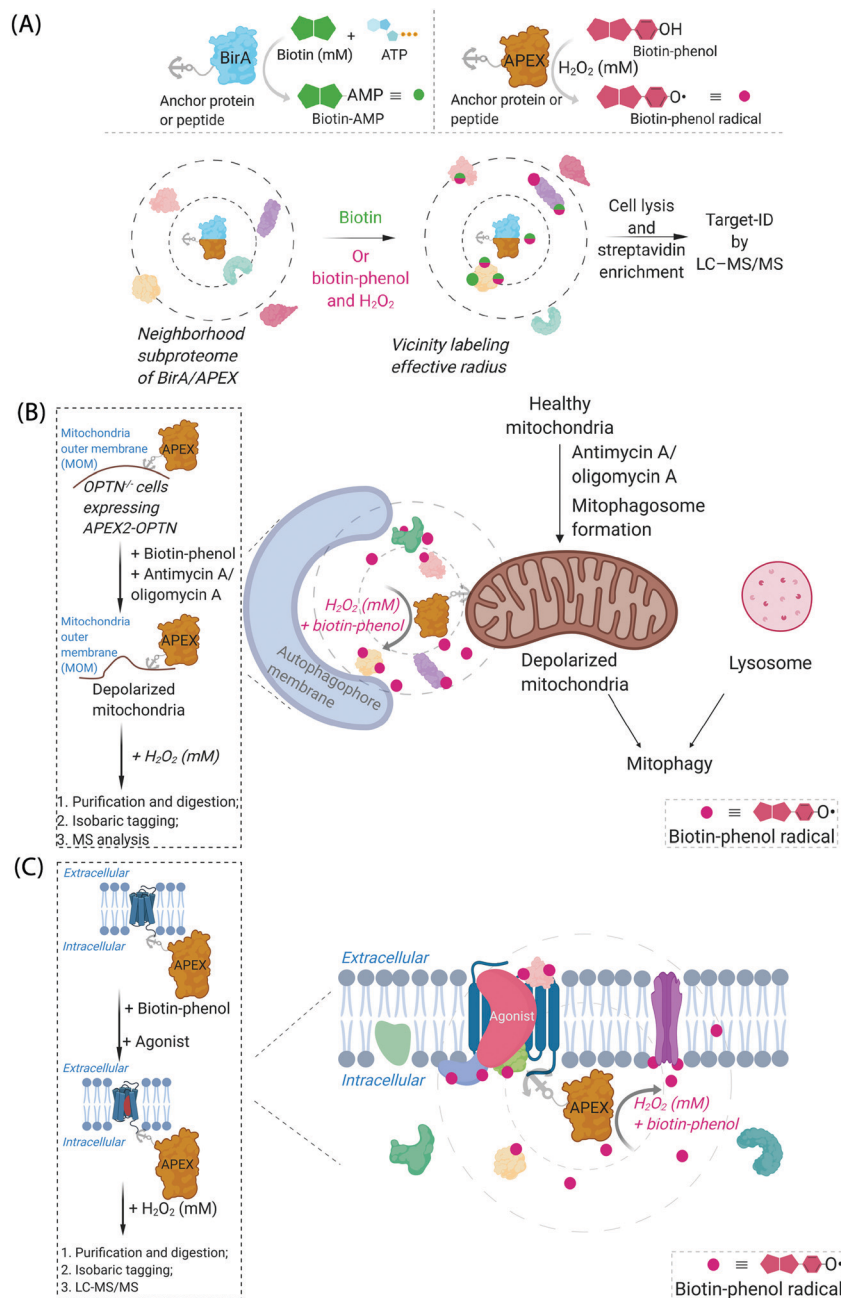 (A)
BirA
Biotin (mM)
+
ATP
Anchor protein
or peptide
AMP ≡
Biotin-AMP
APEX
OH
Biotin-phenol
H₂O₂ (mM)
Anchor protein or
peptide
O• ≡
Biotin-phenol radical
Biotin
Or
biotin-phenol
and H₂O₂
Cell lysis
and
streptavidin
enrichment
Target-ID
by
LC–MS/MS
Neighborhood
subproteome
of BirA/APEX
Vicinity labeling
effective radius
(B)
Mitochondria
outer membrane
(MOM)
APEX
OPTN⁻/⁻ cells
expressing
APEX2-OPTN
+ Biotin-phenol
+ Antimycin A/
oligomycin A
Mitochondria
outer
membrane
(MOM)
APEX
Depolarized
mitochondria
+ H₂O₂ (mM)
1. Purification and digestion;
2. Isobaric tagging;
3. MS analysis
Autophagophore
membrane
H₂O₂ (mM)
+ biotin-phenol
Healthy
mitochondria
Antimycin A/
oligomycin A
Mitophagosome
formation
Depolarized
mitochondria
Lysosome
Mitophagy
≡ O•
Biotin-phenol radical
(C)
Extracellular
Intracellular
APEX
+ Biotin-phenol
+ Agonist
Extracellular
Intracellular
APEX
+ H₂O₂ (mM)
1. Purification and digestion;
2. Isobaric tagging;
3. LC-MS/MS
Extracellular
Agonist
Intracellular
APEX
H₂O₂ (mM)
+ biotin-phenol
≡ O•
Biotin-phenol radical